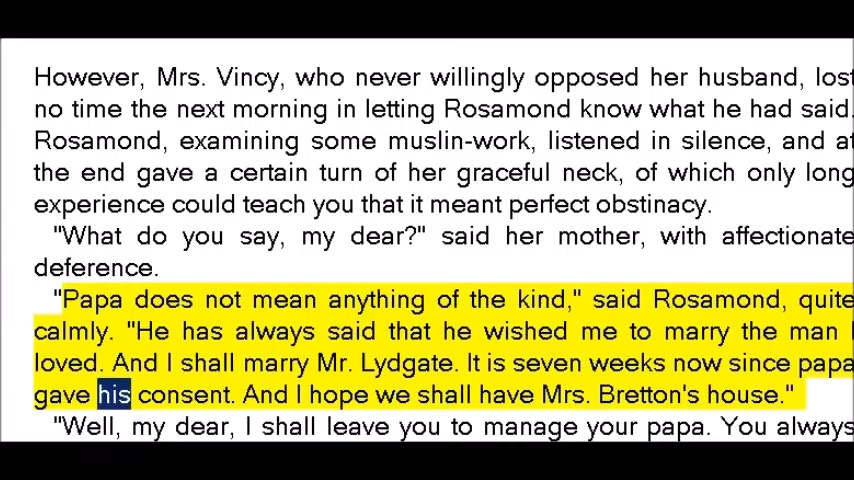 However, Mrs. Vincy, who never willingly opposed her husband, lost
no time the next morning in letting Rosamond know what he had said.
Rosamond, examining some muslin-work, listened in silence, and at
the end gave a certain turn of her graceful neck, of which only long
experience could teach you that it meant perfect obstinacy.
"What do you say, my dear?" said her mother, with affectionate
deference.
"Papa does not mean anything of the kind," said Rosamond, quite
calmly. "He has always said that he wished me to marry the man I
loved. And I shall marry Mr. Lydgate. It is seven weeks now since papa
gave his consent. And I hope we shall have Mrs. Bretton's house."
"Well, my dear, I shall leave you to manage your papa. You always